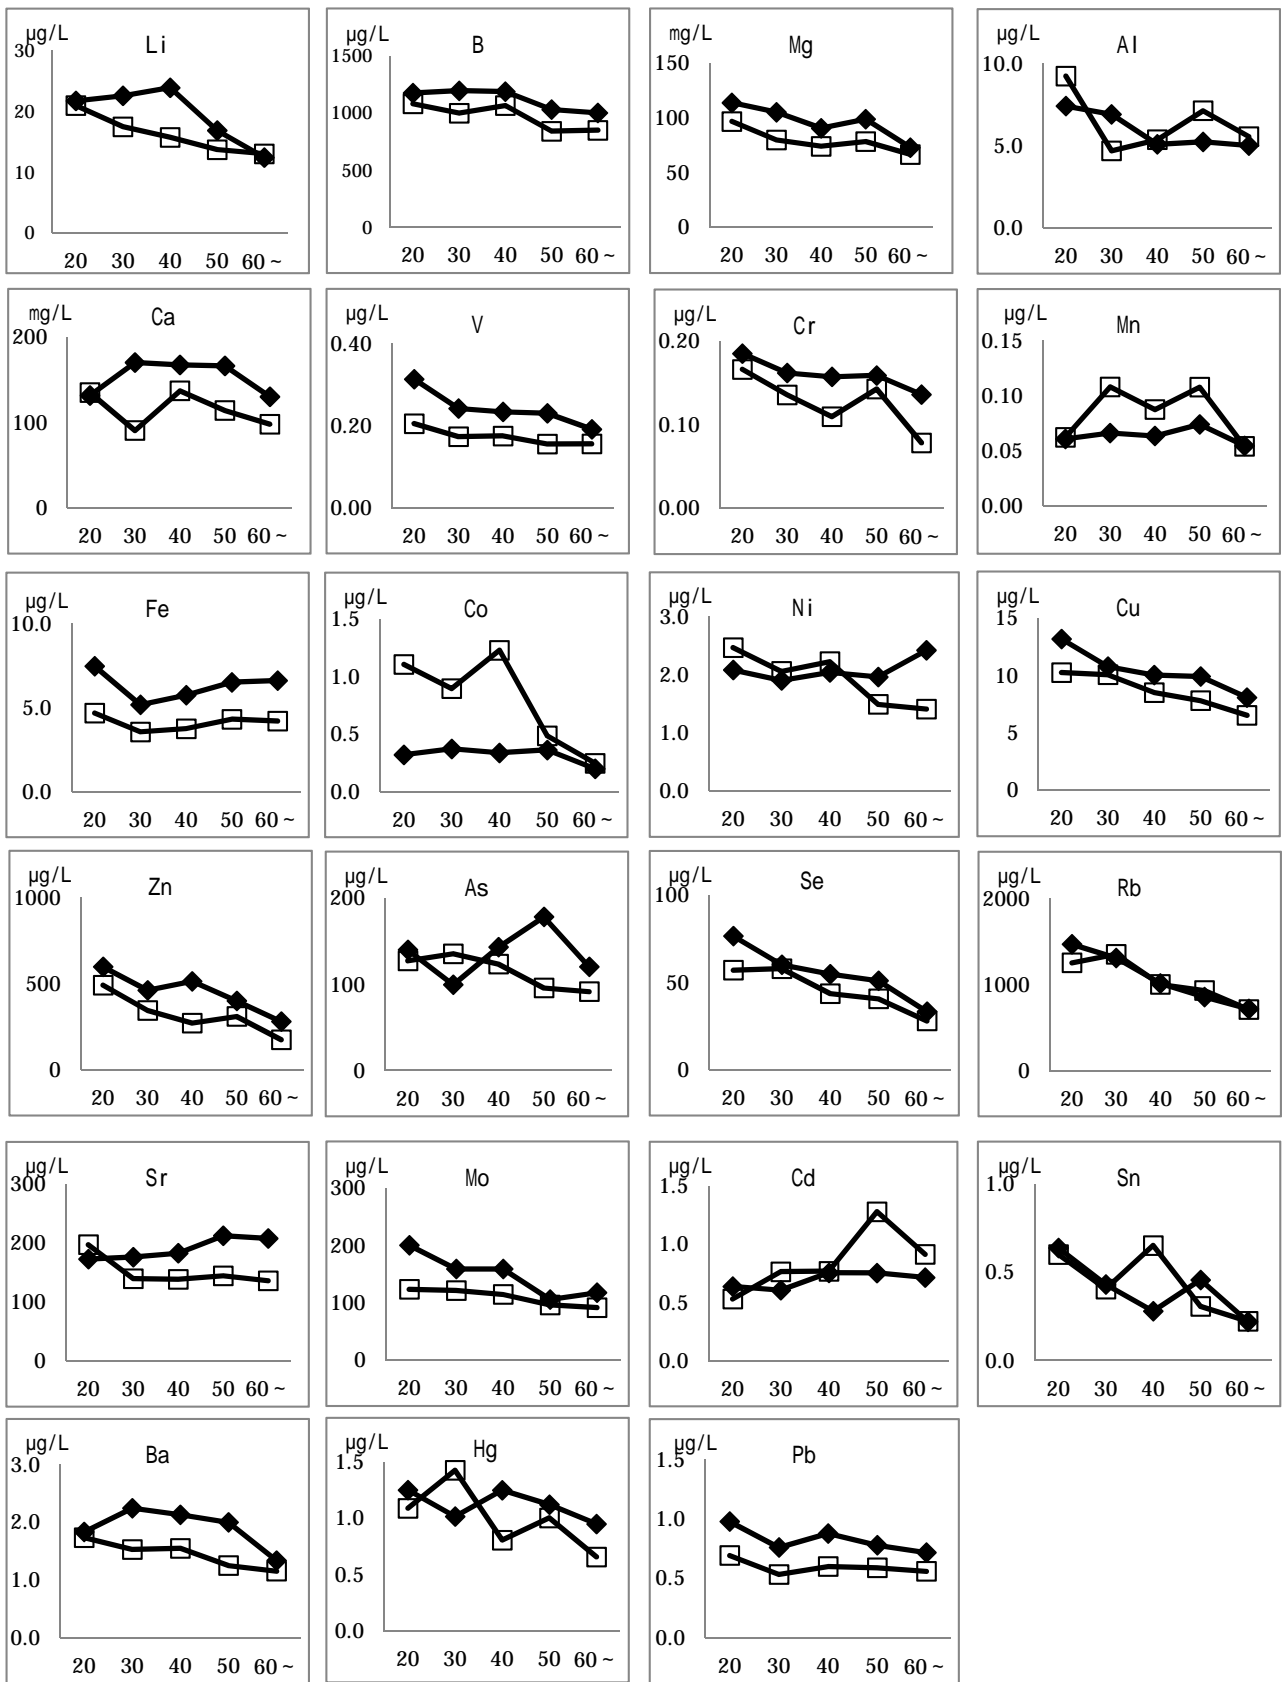 µg/L Li
30
20
10
0
20 30 40 50 60 ~
µg/L B
1500
1000
500
0
20 30 40 50 60 ~
mg/L Mg
150
100
50
0
20 30 40 50 60 ~
µg/L Al
10.0
5.0
0.0
20 30 40 50 60 ~
mg/L Ca
200
100
0
20 30 40 50 60 ~
µg/L V
0.40
0.20
0.00
20 30 40 50 60 ~
µg/L Cr
0.20
0.10
0.00
20 30 40 50 60 ~
µg/L Mn
0.15
0.10
0.05
0.00
20 30 40 50 60 ~
µg/L Fe
10.0
5.0
0.0
20 30 40 50 60 ~
µg/L Co
1.5
1.0
0.5
0.0
20 30 40 50 60 ~
µg/L Ni
3.0
2.0
1.0
0.0
20 30 40 50 60 ~
µg/L Cu
15
10
5
0
20 30 40 50 60 ~
µg/L Zn
1000
500
0
20 30 40 50 60 ~
µg/L As
200
100
0
20 30 40 50 60 ~
µg/L Se
100
50
0
20 30 40 50 60 ~
µg/L Rb
2000
1000
0
20 30 40 50 60 ~
µg/L Sr
300
200
100
0
20 30 40 50 60 ~
µg/L Mo
300
200
100
0
20 30 40 50 60 ~
µg/L Cd
1.5
1.0
0.5
0.0
20 30 40 50 60 ~
µg/L Sn
1.0
0.5
0.0
20 30 40 50 60 ~
µg/L Ba
3.0
2.0
1.0
0.0
20 30 40 50 60 ~
µg/L Hg
1.5
1.0
0.5
0.0
20 30 40 50 60 ~
µg/L Pb
1.5
1.0
0.5
0.0
20 30 40 50 60 ~